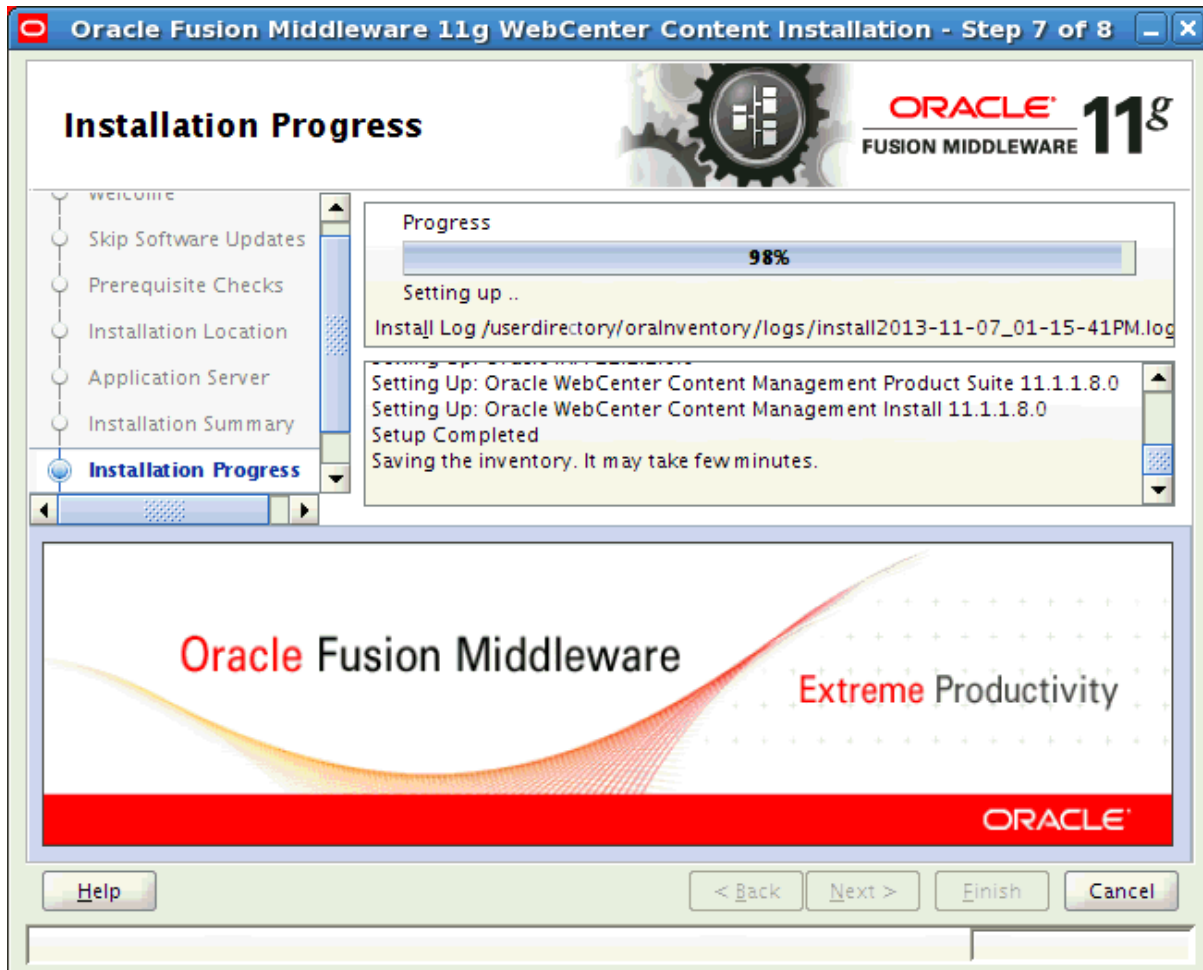 Oracle Fusion Middleware 11g WebCenter Content Installation - Step 7 of 8
Installation Progress
ORACLE
FUSION MIDDLEWARE 11g
Welcome
Skip Software Updates
Prerequisite Checks
Installation Location
Application Server
Installation Summary
Installation Progress
Progress
98%
Setting up ..
Install Log /userdirectory/oraInventory/logs/install2013-11-07_01-15-41PM.log
Setting Up: Oracle WebCenter Content Management Product Suite 11.1.1.8.0
Setting Up: Oracle WebCenter Content Management Install 11.1.1.8.0
Setup Completed
Saving the inventory. It may take few minutes.
Oracle Fusion Middleware
Extreme Productivity
ORACLE
Help
< Back
Next >
Finish
Cancel